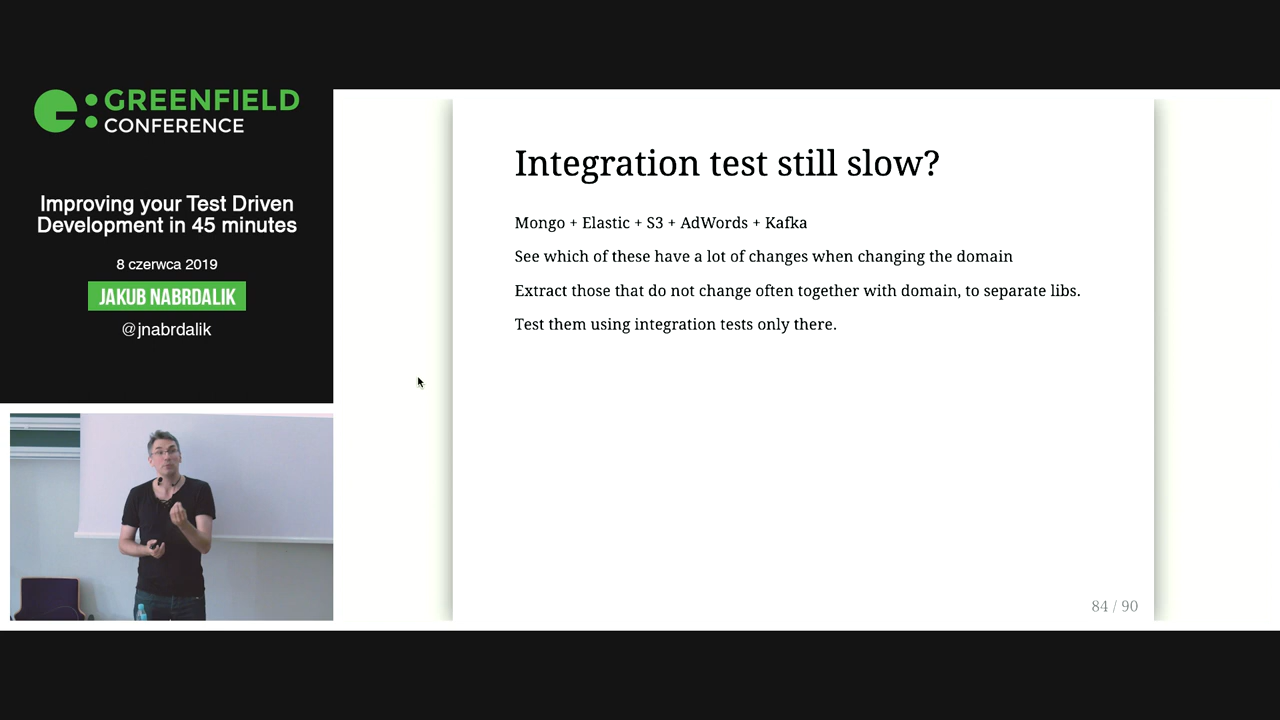 GREENFIELD
CONFERENCE
Improving your Test Driven
Development in 45 minutes
8 czerwca 2019
JAKUB NABRDALIK
@jnabrdalik
Integration test still slow?
Mongo + Elastic + S3 + AdWords + Kafka
See which of these have a lot of changes when changing the domain
Extract those that do not change often together with domain, to separate libs.
Test them using integration tests only there.
84 / 90